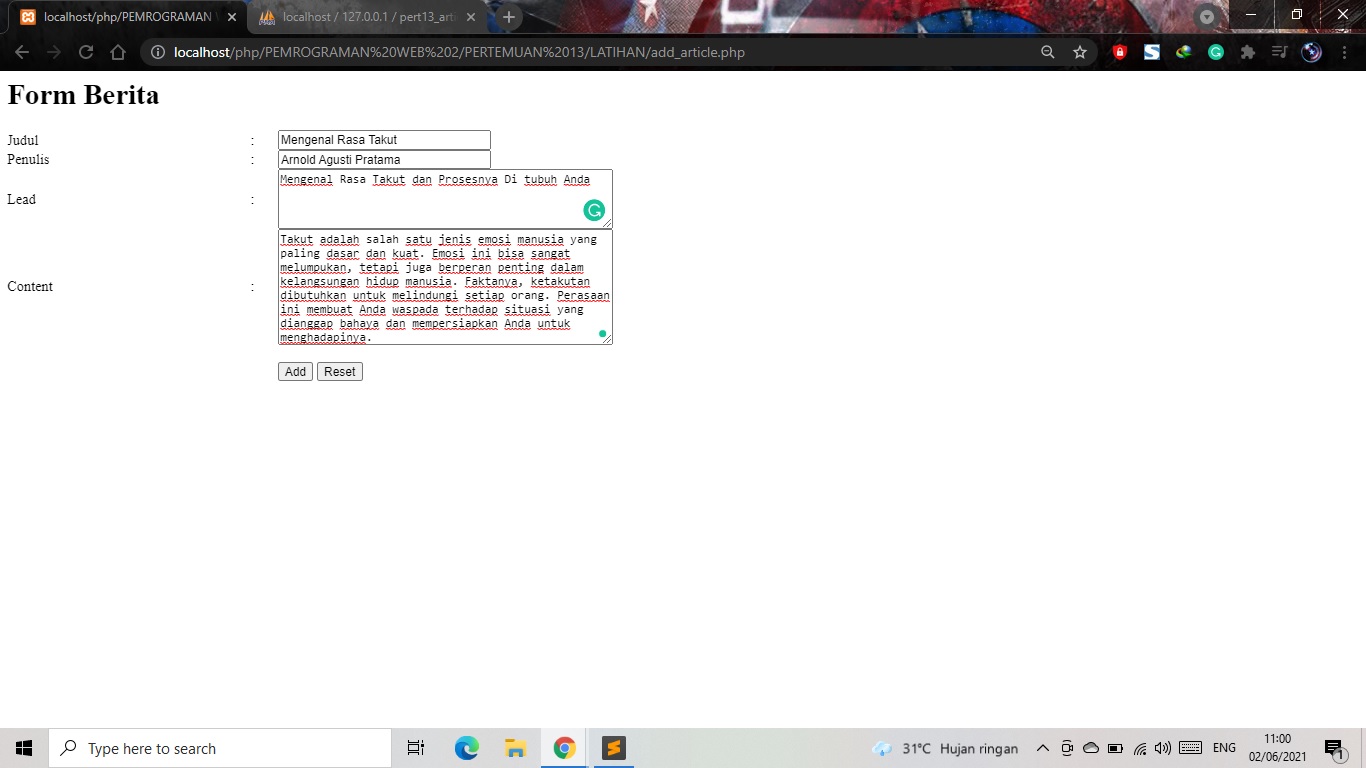 localhost/php/PEMROGRAMAN W
localhost / 127.0.0.1 / pert13_arti
localhost/php/PEMROGRAMAN%20WEB%202/PERTEMUAN%2013/LATIHAN/add_article.php
Form Berita
Judul : Mengenal Rasa Takut
Penulis : Arnold Agusti Pratama
Lead : Mengenal Rasa Takut dan Prosesnya Di tubuh Anda
Content :
Takut adalah salah satu jenis emosi manusia yang
paling dasar dan kuat. Emosi ini bisa sangat
melumpukan, tetapi juga berperan penting dalam
kelangsungan hidup manusia. Faktanya, ketakutan
dibutuhkan untuk melindungi setiap orang. Perasaan
ini membuat Anda waspada terhadap situasi yang
dianggap bahaya dan mempersiapkan Anda untuk
menghadapinya.
Add Reset
Type here to search
31°C Hujan ringan
ENG
11:00
02/06/2021
1